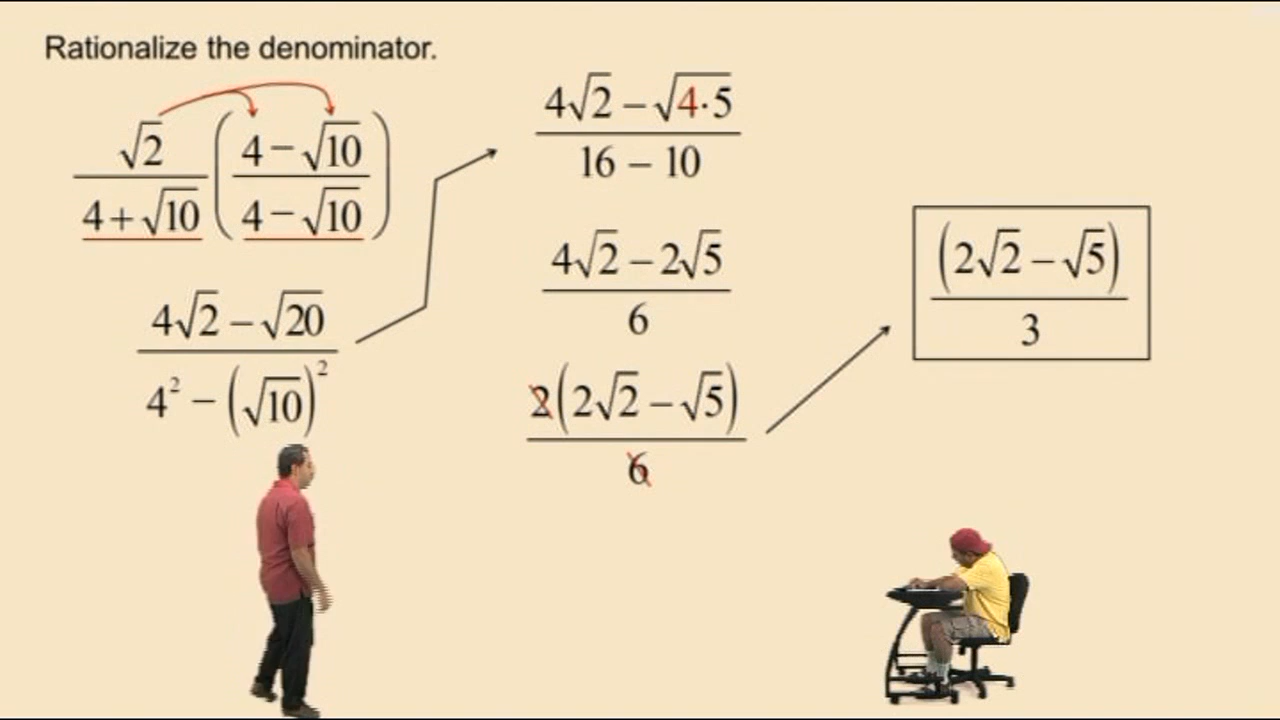 Rationalize the denominator.
√2 / (4 + √10) ( (4 − √10) / (4 − √10) )
(4√2 − √20) / (4² − (√10)²)
(4√2 − √(4·5)) / (16 − 10)
(4√2 − 2√5) / 6
2(2√2 − √5) / 6
(2√2 − √5) / 3